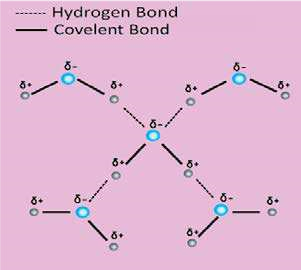 Hydrogen Bond
Covelent Bond
δ- δ-
δ+ δ+ δ+ δ+
δ-
δ+ δ+
δ- δ-
δ+ δ+
δ+ δ+